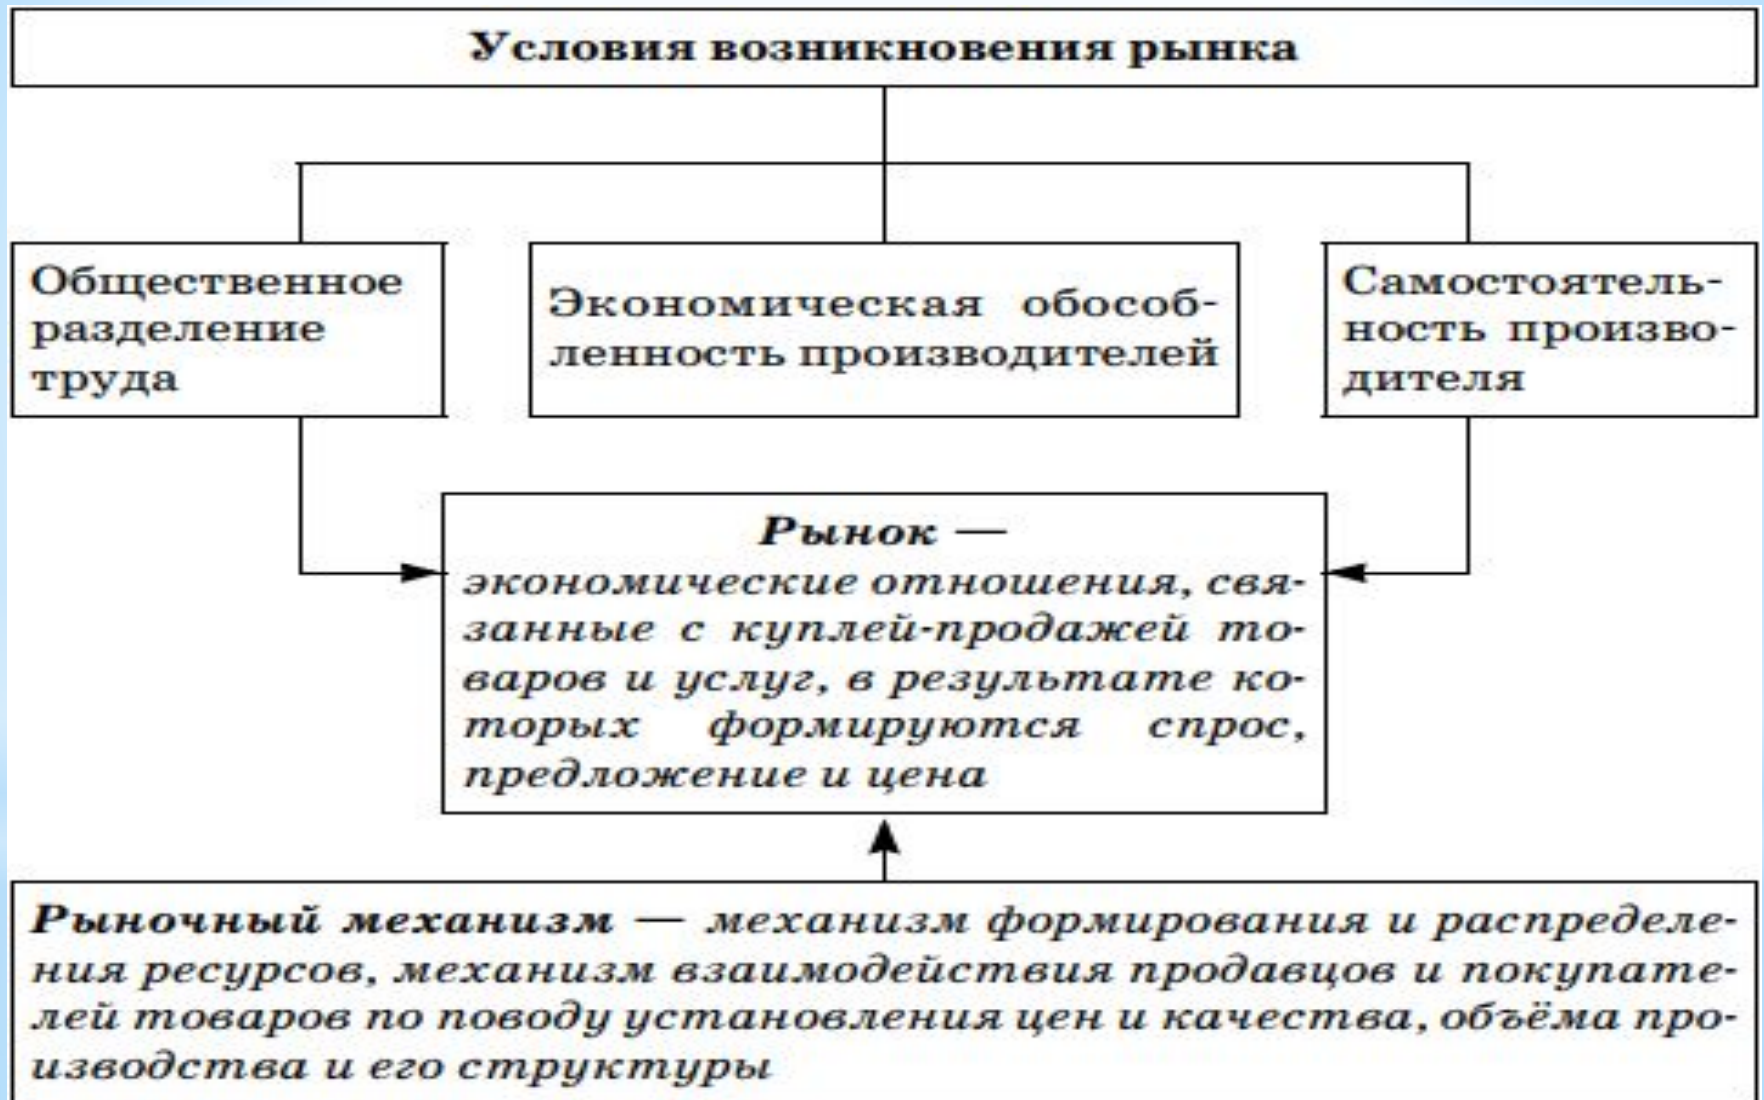 Условия возникновения рынка
Общественное
разделение
труда
Экономическая обособ-
ленность производителей
Самостоятель-
ность произво-
дителя
Рынок —
экономические отношения, свя-
занные с куплей-продажей то-
варов и услуг, в результате ко-
торых формируются спрос,
предложение и цена
Рыночный механизм — механизм формирования и распределе-
ния ресурсов, механизм взаимодействия продавцов и покупате-
лей товаров по поводу установления цен и качества, объёма про-
изводства и его структуры